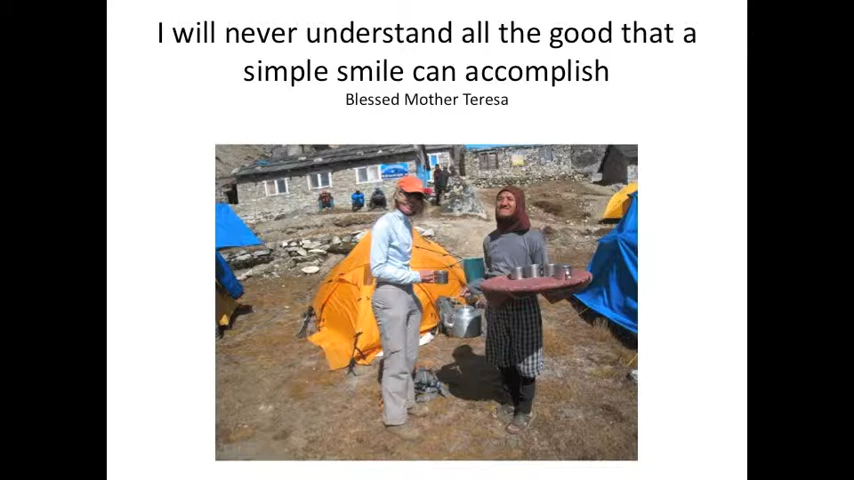 I will never understand all the good that a
simple smile can accomplish
Blessed Mother Teresa